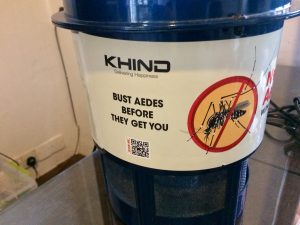 KHIND
Delivering Happiness
BUST AEDES
BEFORE
THEY GET YOU